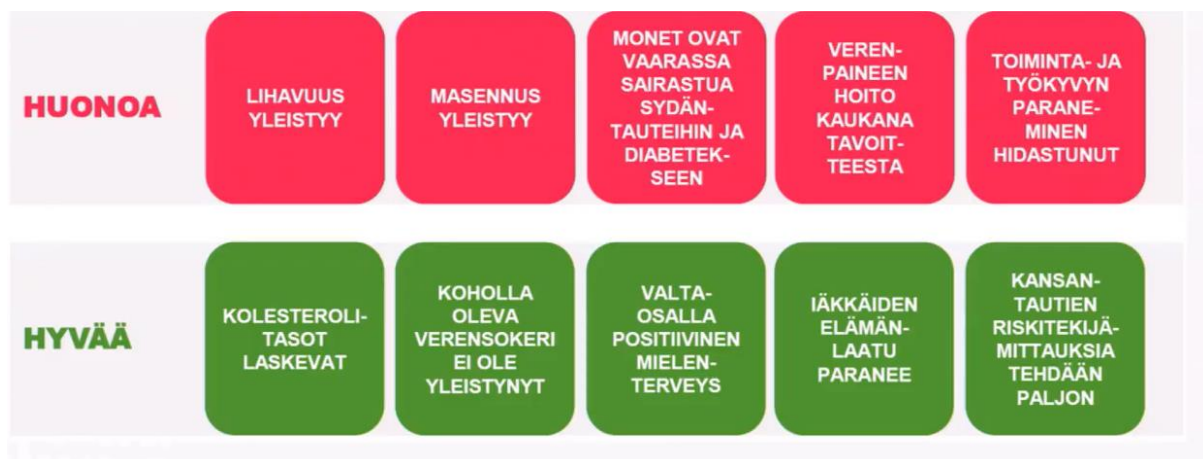 HUONOA
LIHAVUUS
YLEISTYY
MASENNUS
YLEISTYY
MONET OVAT
VAARASSA
SAIRASTUA
SYDÄN-
TAUTEIHIN JA
DIABETEK-
SEEN
VEREN-
PAINEEN
HOITO
KAUKANA
TAVOIT-
TEESTA
TOIMINTA- JA
TYÖKYVYN
PARANE-
MINEN
HIDASTUNUT
HYVÄÄ
KOLESTEROLI-
TASOT
LASKEVAT
KOHOLLA
OLEVA
VERENSOKERI
EI OLE
YLEISTYNYT
VALTA-
OSALLA
POSITIIVINEN
MIELEN-
TERVEYS
IÄKKÄIDEN
ELÄMÄN-
LAATU
PARANEE
KANSAN-
TAUTIEN
RISKITEKIJÄ-
MITTAUKSIA
TEHDÄÄN
PALJON